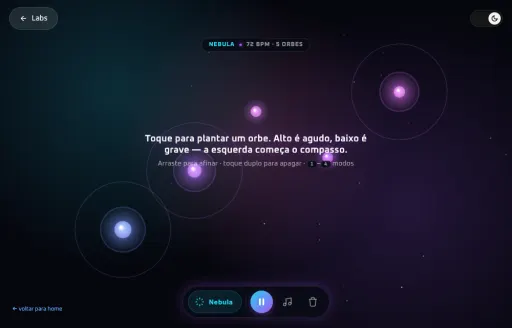 ← Labs
NEBULA • 72 BPM · 5 ORBES
Toque para plantar um orbe. Alto é agudo, baixo é
grave — a esquerda começa o compasso.
Arraste para afinar · toque duplo para apagar · 1 – 4 modos
Nebula
← voltar para home